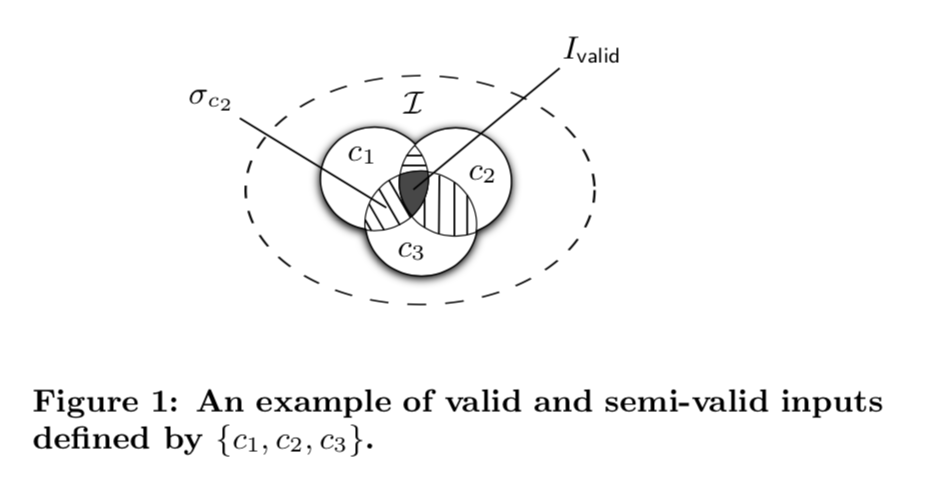 I_valid
σ_c2
𝓘
c1
c2
c3
Figure 1: An example of valid and semi-valid inputs
defined by {c1, c2, c3}.